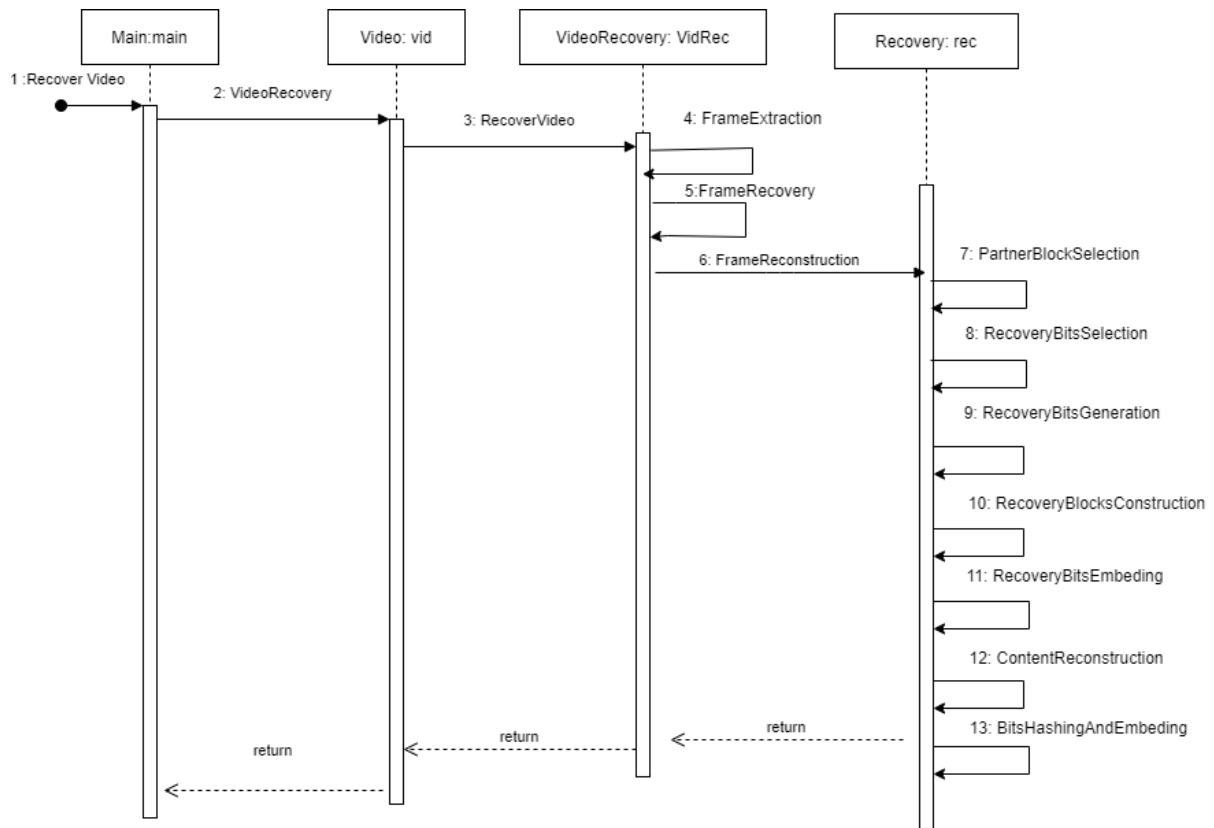 Main:main
Video: vid
VideoRecovery: VidRec
Recovery: rec
1 :Recover Video
2: VideoRecovery
3: RecoverVideo
4: FrameExtraction
5:FrameRecovery
6: FrameReconstruction
7: PartnerBlockSelection
8: RecoveryBitsSelection
9: RecoveryBitsGeneration
10: RecoveryBlocksConstruction
11: RecoveryBitsEmbeding
12: ContentReconstruction
13: BitsHashingAndEmbeding
return
return
return